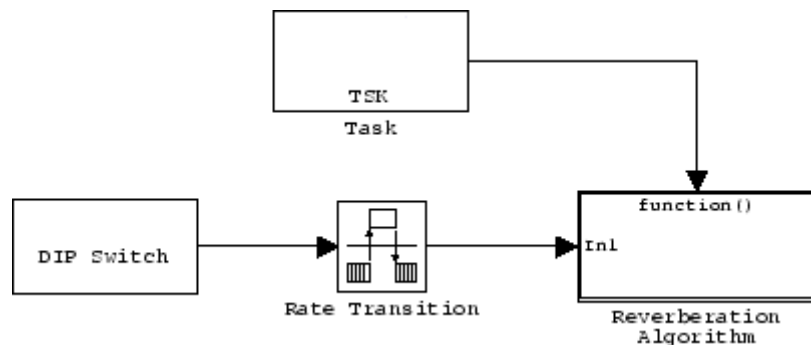 TSK
Task
DIP Switch
Rate Transition
function()
In1
Reverberation
Algorithm